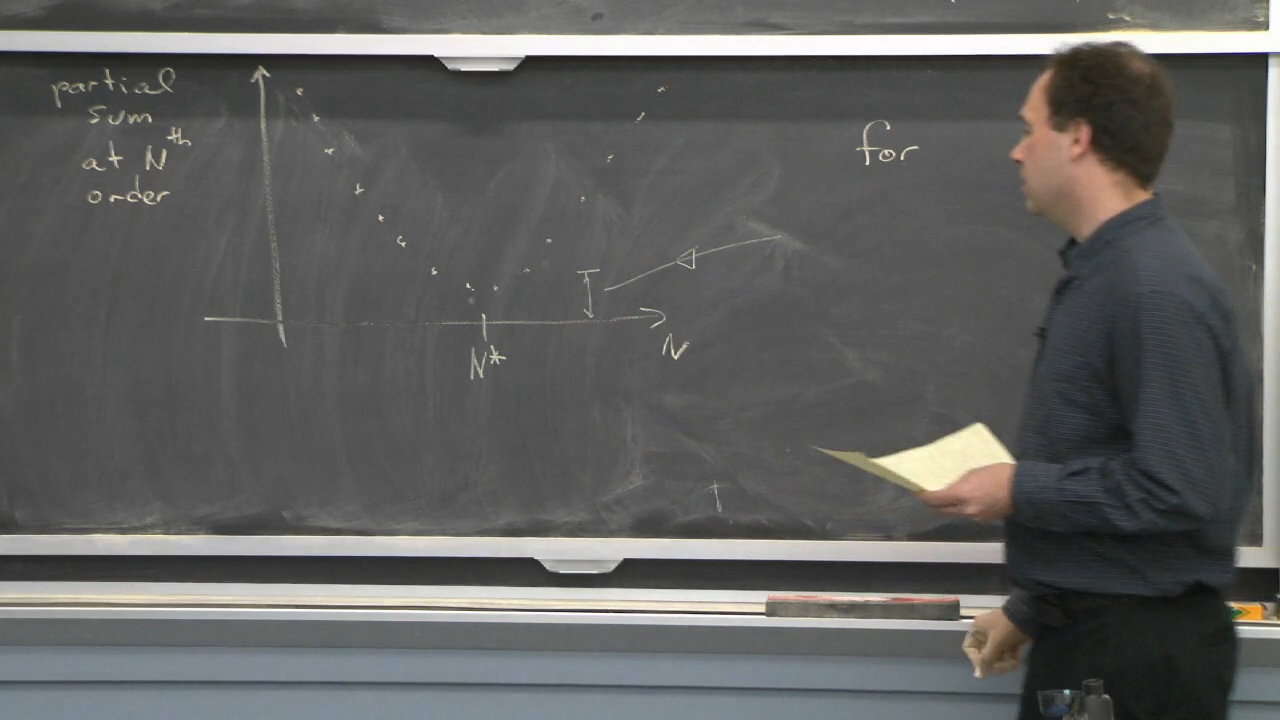 partial
sum
at Nth
order
for
N*
N